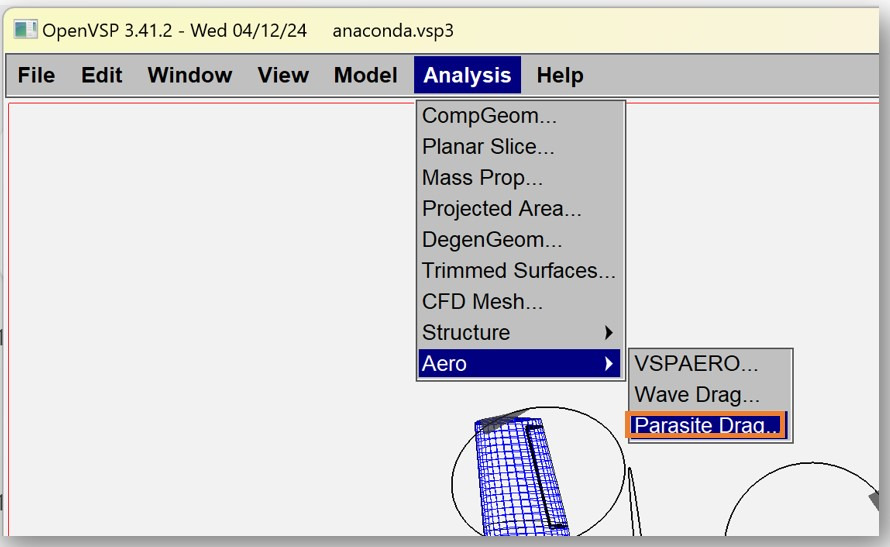 OpenVSP 3.41.2 - Wed 04/12/24 anaconda.vsp3
File Edit Window View Model Analysis Help
CompGeom...
Planar Slice...
Mass Prop...
Projected Area...
DegenGeom...
Trimmed Surfaces...
CFD Mesh...
Structure
Aero
VSPAERO...
Wave Drag...
Parasite Drag...